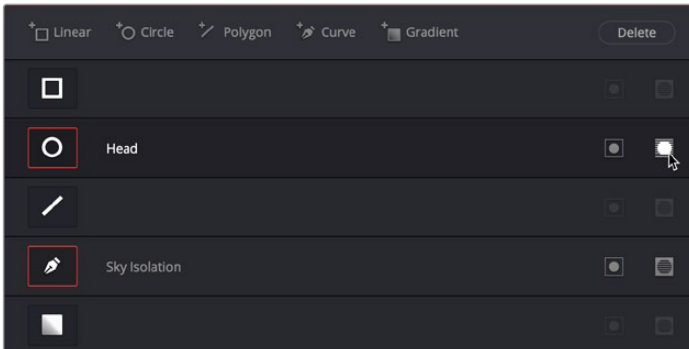 Linear Circle Polygon Curve Gradient Delete
Head
Sky Isolation